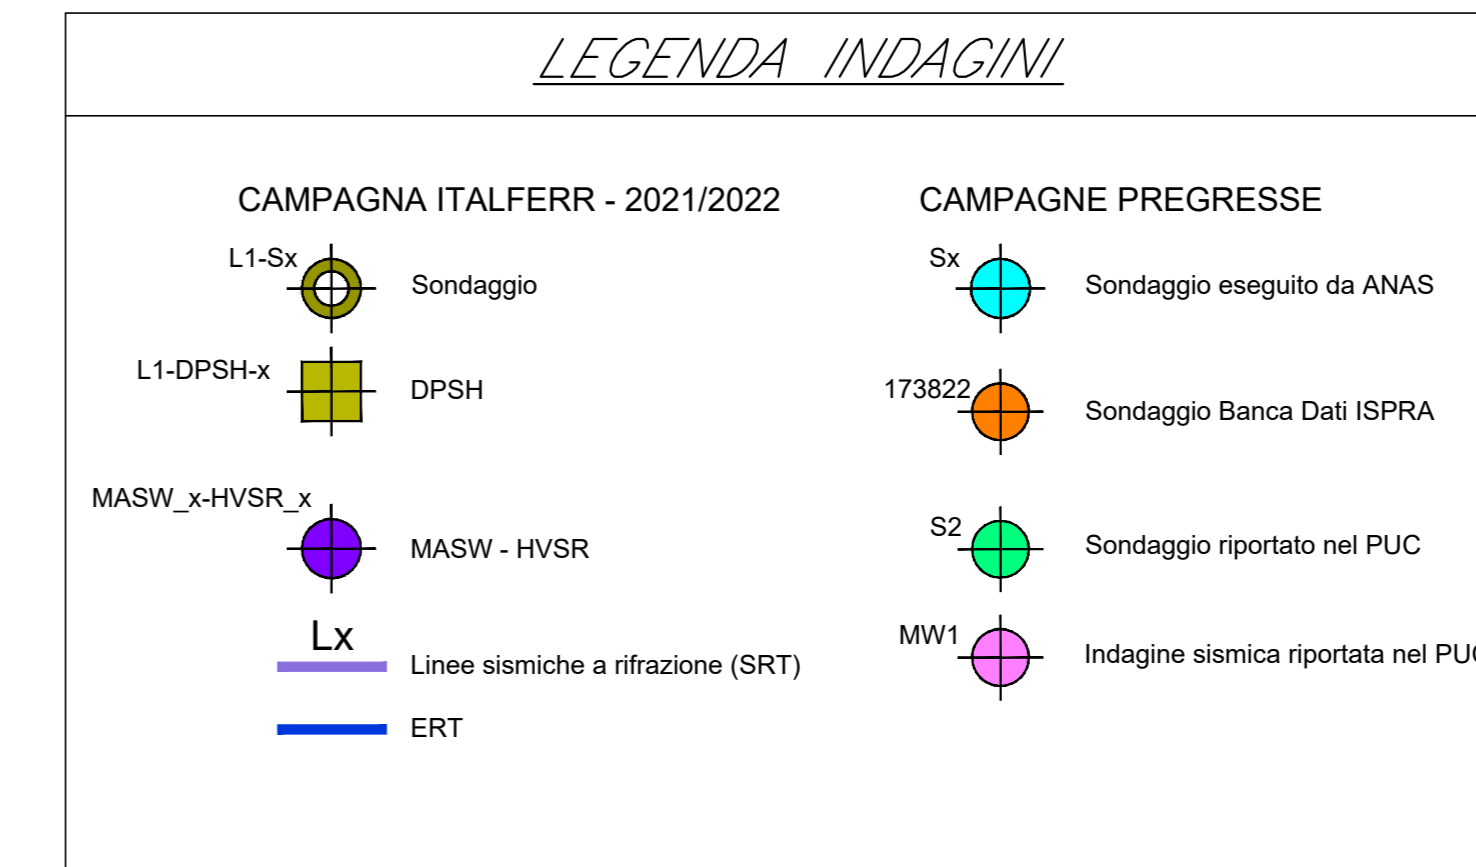 LEGENDA INDAGINI
CAMPAGNA ITALFERR - 2021/2022
L1-Sx
Sondaggio
L1-DPSH-x
DPSH
MASW_x-HVSR_x
MASW - HVSR
Lx
Linee sismiche a rifrazione (SRT)
ERT
CAMPAGNE PREGRESSE
Sx
Sondaggio eseguito da ANAS
173822
Sondaggio Banca Dati ISPRA
S2
Sondaggio riportato nel PUC
MW1
Indagine sismica riportata nel PUC